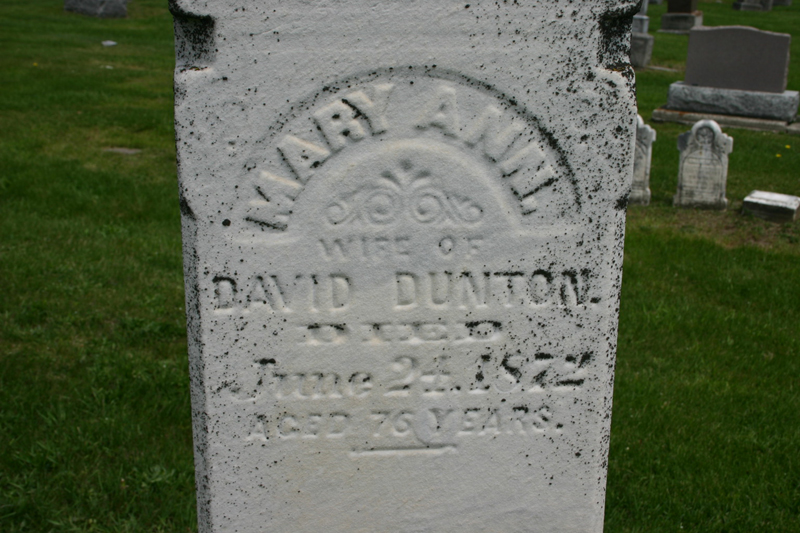 MARY ANN.
WIFE OF
DAVID DUNTON.
DIED
June 24. 1872
AGED 76 YEARS.